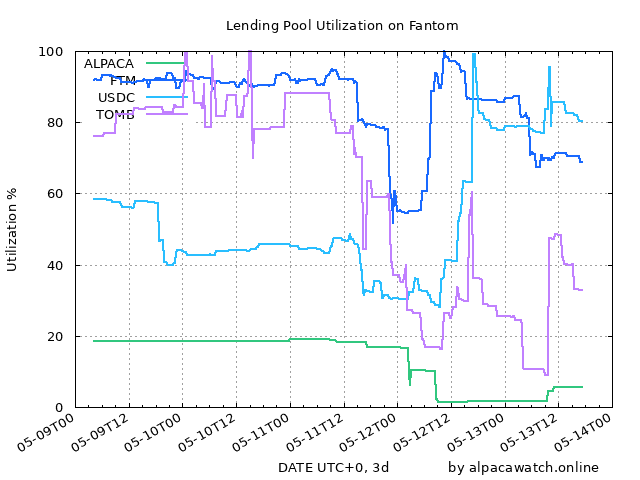 Lending Pool Utilization on Fantom
Utilization %
100
80
60
40
20
0
ALPACA
FTM
USDC
TOMB
05-09T00
05-09T12
05-10T00
05-10T12
05-11T00
05-11T12
05-12T00
05-12T12
05-13T00
05-13T12
05-14T00
DATE UTC+0, 3d
by alpacawatch.online